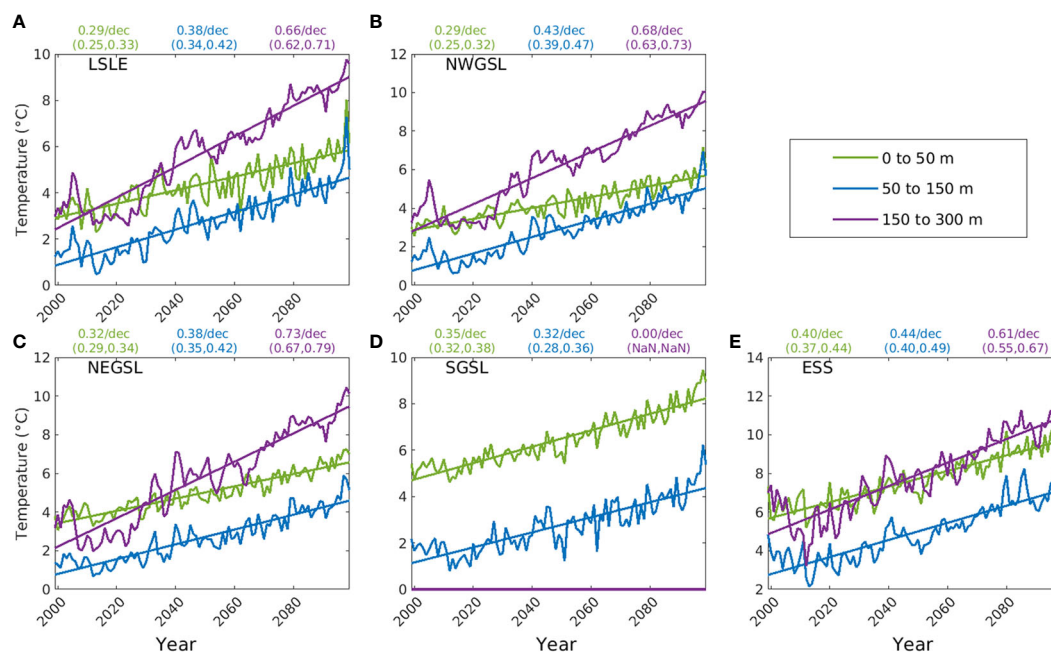 A
0.29/dec 0.38/dec 0.66/dec
(0.25,0.33) (0.34,0.42) (0.62,0.71)
LSLE
10
8
6
4
2
0
Temperature (°C)
2000 2020 2040 2060 2080
B
0.29/dec 0.43/dec 0.68/dec
(0.25,0.32) (0.39,0.47) (0.63,0.73)
NWGSL
12
10
8
6
4
2
0
2000 2020 2040 2060 2080
0 to 50 m
50 to 150 m
150 to 300 m
C
0.32/dec 0.38/dec 0.73/dec
(0.29,0.34) (0.35,0.42) (0.67,0.79)
NEGSL
12
10
8
6
4
2
0
Temperature (°C)
2000 2020 2040 2060 2080
Year
D
0.35/dec 0.32/dec 0.00/dec
(0.32,0.38) (0.28,0.36) (NaN,NaN)
SGSL
10
8
6
4
2
0
2000 2020 2040 2060 2080
Year
E
0.40/dec 0.44/dec 0.61/dec
(0.37,0.44) (0.40,0.49) (0.55,0.67)
ESS
14
12
10
8
6
4
2
2000 2020 2040 2060 2080
Year